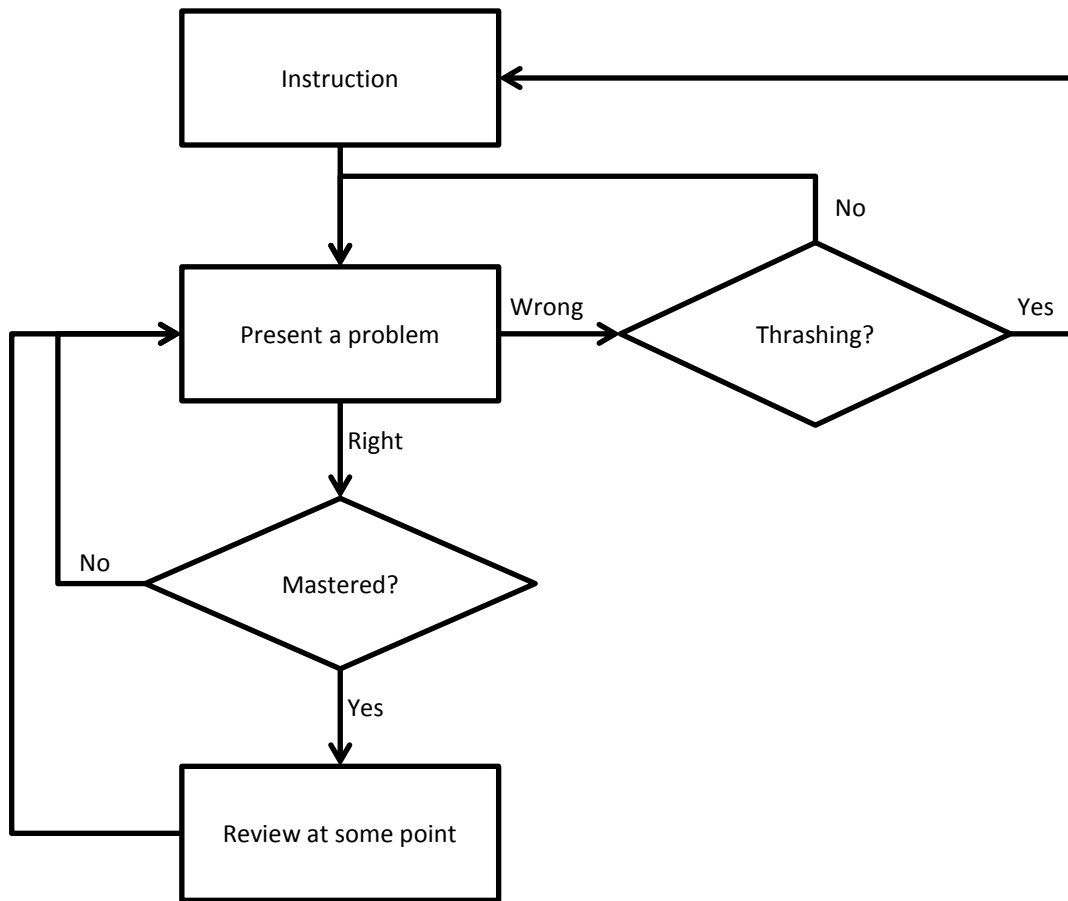 Instruction
No
Wrong
Yes
Present a problem
Thrashing?
Right
No
Mastered?
Yes
Review at some point